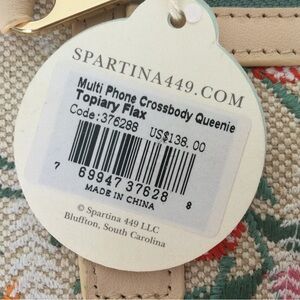 SPARTINA449.COM
Multi Phone Crossbody Queenie
Topiary Flax
Code:376288 US$138.00
7 69947 37628 8
MADE IN CHINA
© Spartina 449 LLC
Bluffton, South Carolina